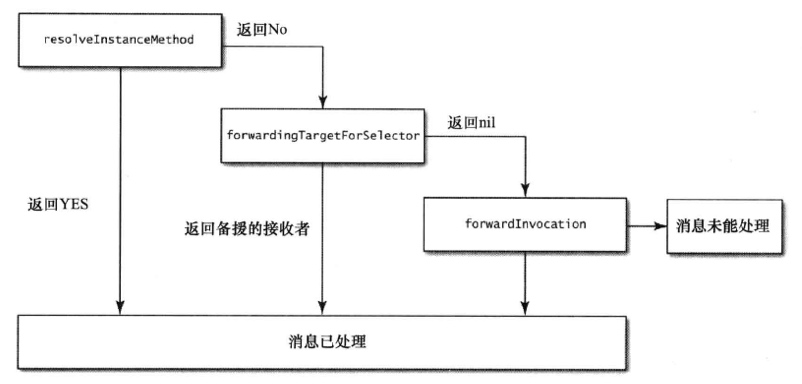 resolveInstanceMethod
返回No
forwardingTargetForSelector
返回nil
返回YES
返回备援的接收者
forwardInvocation
消息未能处理
消息已处理